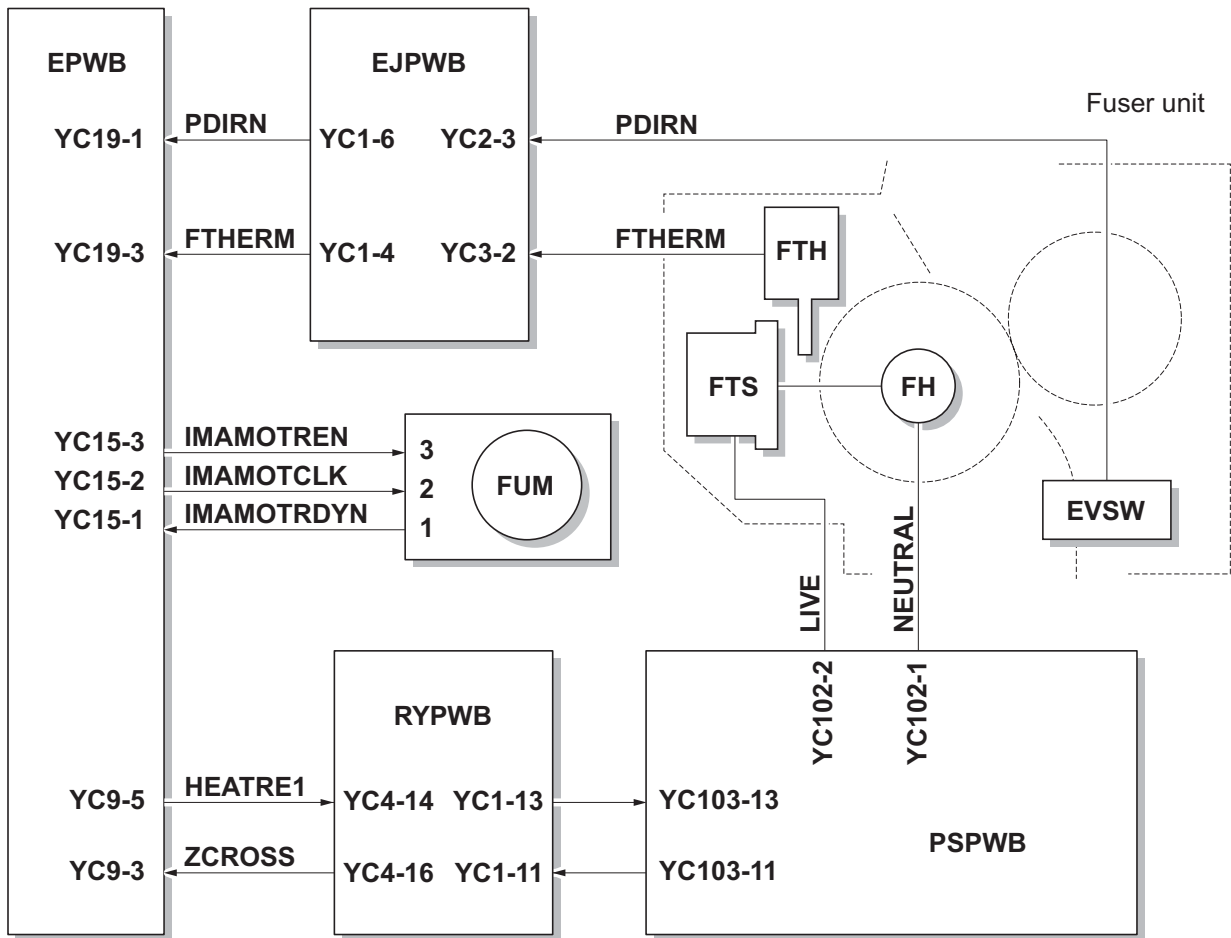 EPWB
EJPWB
Fuser unit
YC19-1
PDIRN
YC1-6
YC2-3
PDIRN
YC19-3
FTHERM
YC1-4
YC3-2
FTHERM
FTH
FTS
FH
YC15-3
IMAMOTREN
3
YC15-2
IMAMOTCLK
2
YC15-1
IMAMOTRDYN
1
FUM
EVSW
LIVE
NEUTRAL
YC102-2
YC102-1
RYPWB
PSPWB
YC9-5
HEATRE1
YC4-14
YC1-13
YC103-13
YC9-3
ZCROSS
YC4-16
YC1-11
YC103-11